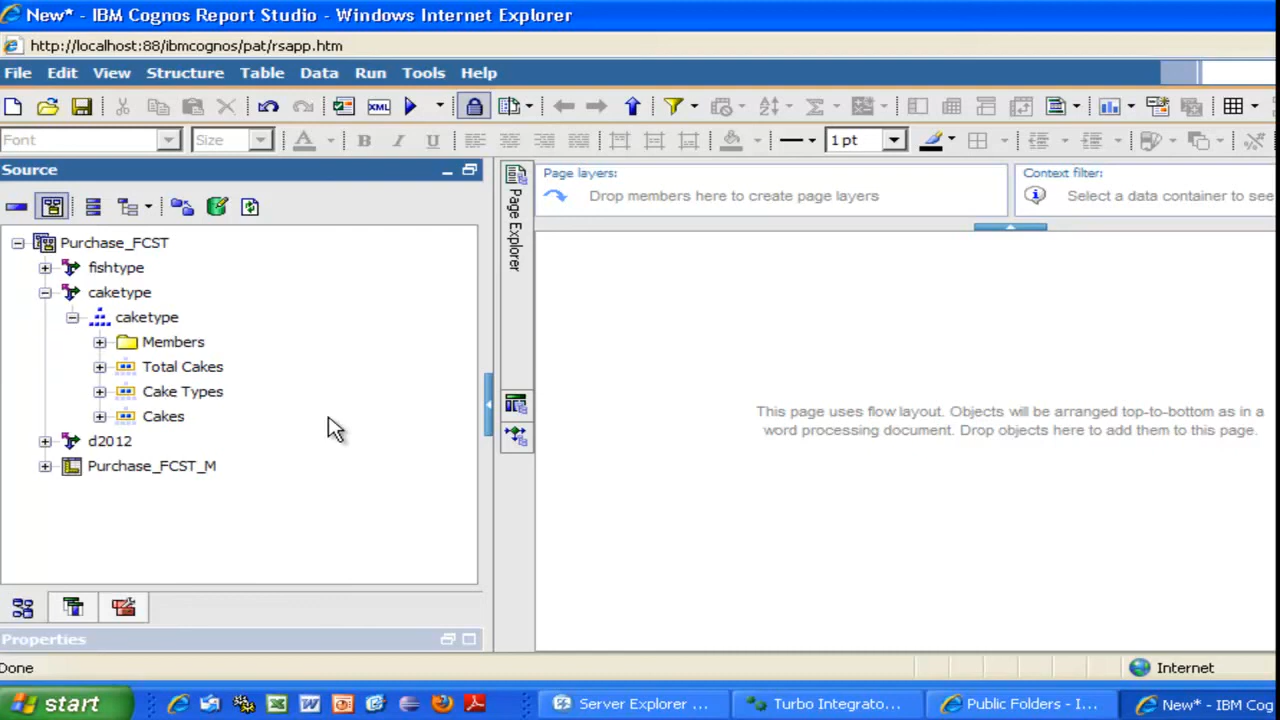 New* - IBM Cognos Report Studio - Windows Internet Explorer
http://localhost:88/ibmcognos/pat/rsapp.htm
File Edit View Structure Table Data Run Tools Help
XML
Font Size A B I U 1 pt
Source
Page layers:
Drop members here to create page layers
Context filter:
Select a data container to see
Page Explorer
Purchase_FCST
fishtype
caketype
caketype
Members
Total Cakes
Cake Types
Cakes
d2012
Purchase_FCST_M
This page uses flow layout. Objects will be arranged top-to-bottom as in a
word processing document. Drop objects here to add them to this page.
Properties
Done
Internet
start
Server Explorer ...
Turbo Integrato...
Public Folders - I...
New* - IBM Cog